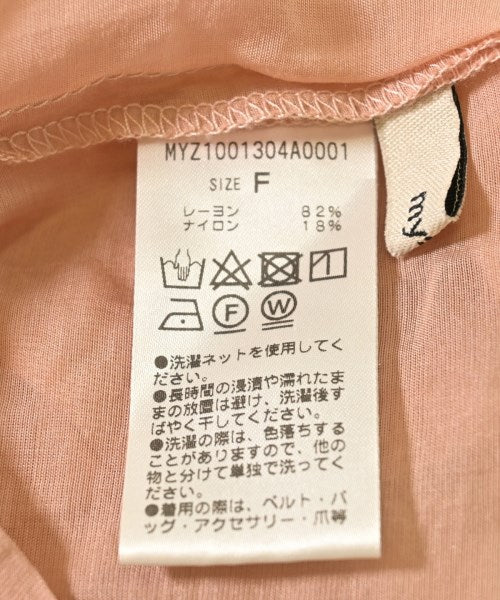 MYZ1001304A0001
SIZE F
レーヨン 82%
ナイロン 18%
F W
●洗濯ネットを使用してく
ださい。
●長時間の浸漬や濡れたま
まの放置は避け、洗濯後す
ばやく干してください。
●洗濯の際は、色落ちする
ことがありますので、他の
物と分けて単独で洗ってく
ださい。
●着用の際は、ベルト・バ
ッグ・アクセサリー・爪等
my